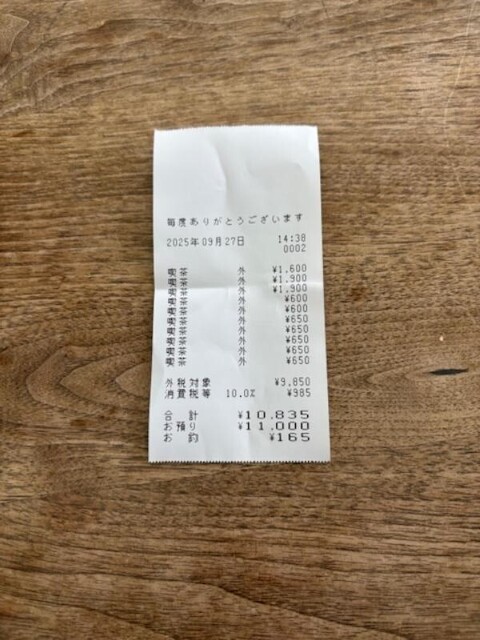 毎度ありがとうございます
2025年09月27日 14:38
0002
外 ¥1,600
外 ¥1,900
外 ¥1,900
外 ¥600
外 ¥600
外 ¥650
外 ¥650
外 ¥650
外 ¥650
外 ¥650
外税対象 ¥9,850
消費税等 10.0% ¥985
合計 ¥10,835
お預り ¥11,000
お釣 ¥165